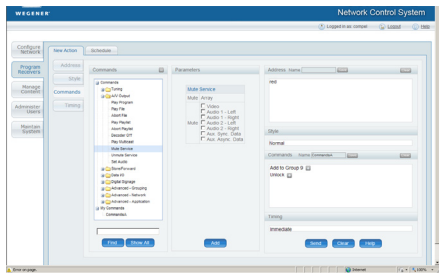 WEGENER
Network Control System
Logged in as: compel Logout Help
Configure Network
Program Receivers
Manage Content
Administer Users
Maintain System
New Action Schedule
Address
Style
Commands
Timing
Commands
Commands
Tuning
A/V Output
Play Program
Play File
Abort File
Play Playlist
Abort Playlist
Decoder Off
Play Multicast
Mute Service
Unmute Service
Set Audio
Store/Forward
Data I/O
Digital Signage
Advanced - Grouping
Advanced - Network
Advanced - Application
My Commands
Find Show All
Parameters
Mute Service
Mute Array
Video
Audio 1 - Left
Audio 1 - Right
Mute Audio 2 - Left
Audio 2 - Right
Aux. Sync. Data
Aux. Async. Data
Add
Address Name
Style
Normal
Commands Name
Add to Group 9
Unlock
Timing
Immediate
Send Clear Help
Error on page.
Internet
100%